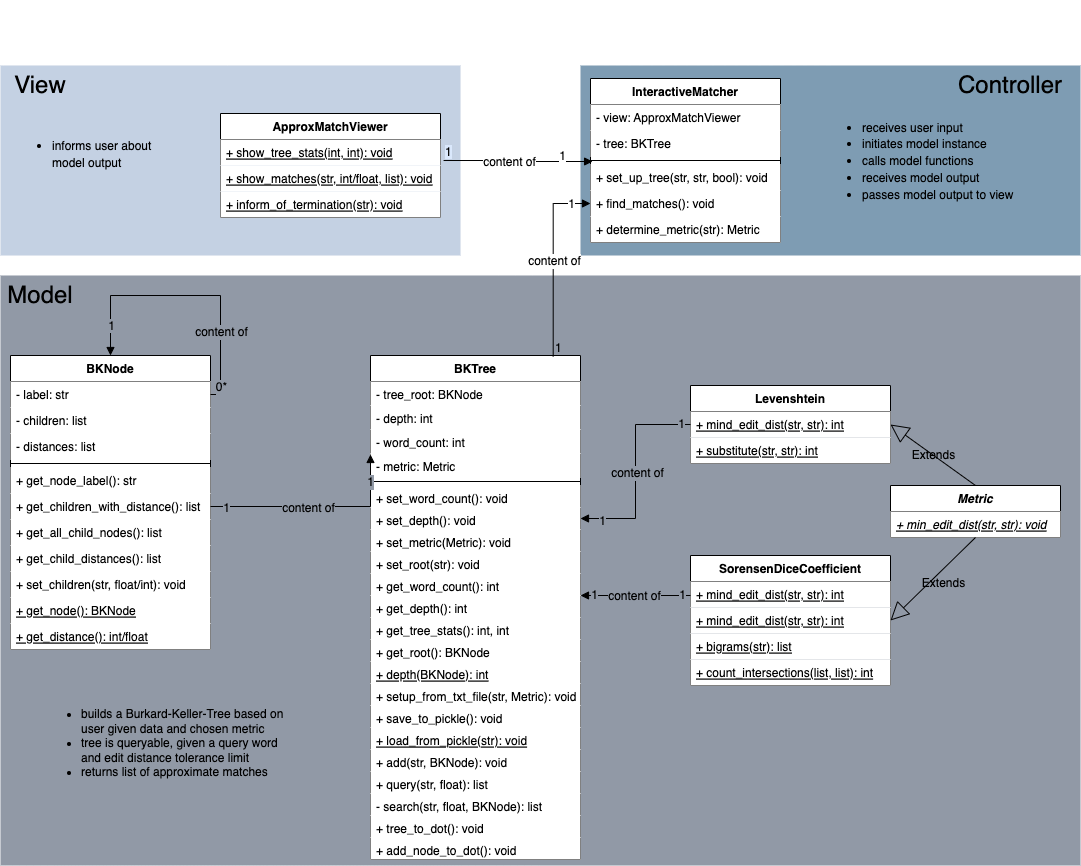 View
• informs user about
model output
ApproxMatchViewer
+ show_tree_stats(int, int): void
+ show_matches(str, int/float, list): void
+ inform_of_termination(str): void
1
content of
1
InteractiveMatcher
- view: ApproxMatchViewer
- tree: BKTree
+ set_up_tree(str, str, bool): void
+ find_matches(): void
+ determine_metric(str): Metric
Controller
• receives user input
• initiates model instance
• calls model functions
• receives model output
• passes model output to view
1
content of
1
Model
1
content of
0*
BKNode
- label: str
- children: list
- distances: list
+ get_node_label(): str
+ get_children_with_distance(): list
+ get_all_child_nodes(): list
+ get_child_distances(): list
+ set_children(str, float/int): void
+ get_node(): BKNode
+ get_distance(): int/float
1
content of
1
BKTree
- tree_root: BKNode
- depth: int
- word_count: int
- metric: Metric
+ set_word_count(): void
+ set_depth(): void
+ set_metric(Metric): void
+ set_root(str): void
+ get_word_count(): int
+ get_depth(): int
+ get_tree_stats(): int, int
+ get_root(): BKNode
+ depth(BKNode): int
+ setup_from_txt_file(str, Metric): void
+ save_to_pickle(): void
+ load_from_pickle(str): void
+ add(str, BKNode): void
+ query(str, float): list
- search(str, float, BKNode): list
+ tree_to_dot(): void
+ add_node_to_dot(): void
1
content of
1
Levenshtein
+ mind_edit_dist(str, str): int
+ substitute(str, str): int
Extends
Metric
+ min_edit_dist(str, str): void
Extends
1
content of
1
SorensenDiceCoefficient
+ mind_edit_dist(str, str): int
+ mind_edit_dist(str, str): int
+ bigrams(str): list
+ count_intersections(list, list): int
• builds a Burkard-Keller-Tree based on
user given data and chosen metric
• tree is queryable, given a query word
and edit distance tolerance limit
• returns list of approximate matches